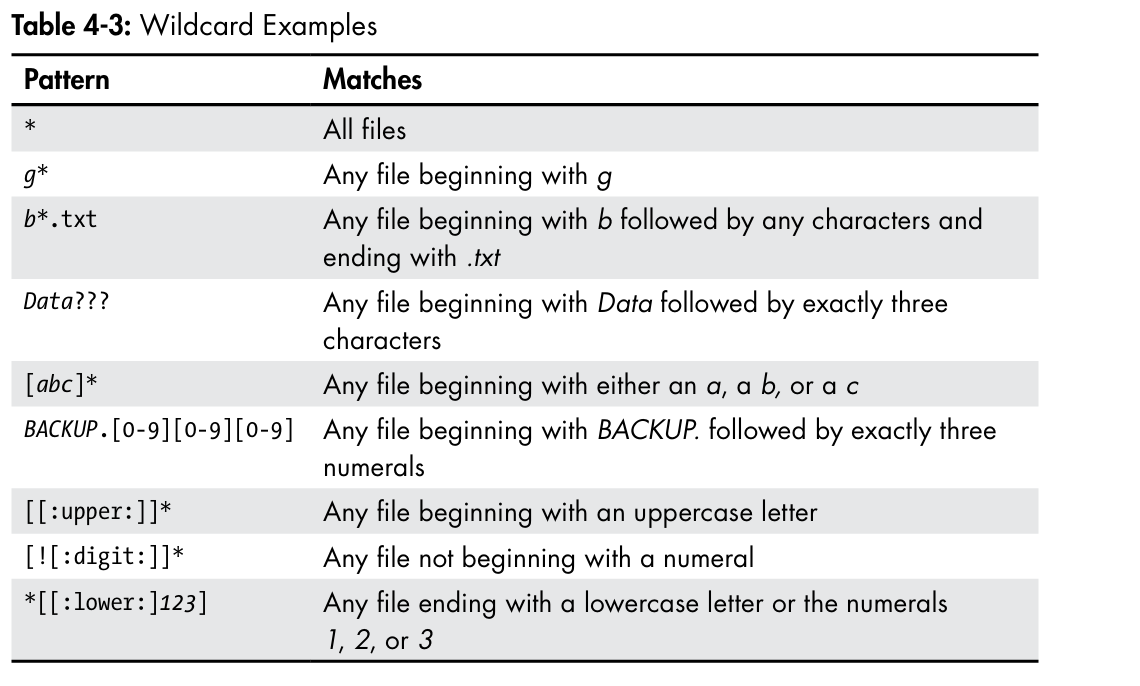 Table 4-3: Wildcard Examples
Pattern Matches
* All files
g* Any file beginning with g
b*.txt Any file beginning with b followed by any characters and
ending with .txt
Data??? Any file beginning with Data followed by exactly three
characters
[abc]* Any file beginning with either an a, a b, or a c
BACKUP.[0-9][0-9][0-9] Any file beginning with BACKUP. followed by exactly three
numerals
[[:upper:]]* Any file beginning with an uppercase letter
[![:digit:]]* Any file not beginning with a numeral
*[[:lower:]123] Any file ending with a lowercase letter or the numerals
1, 2, or 3